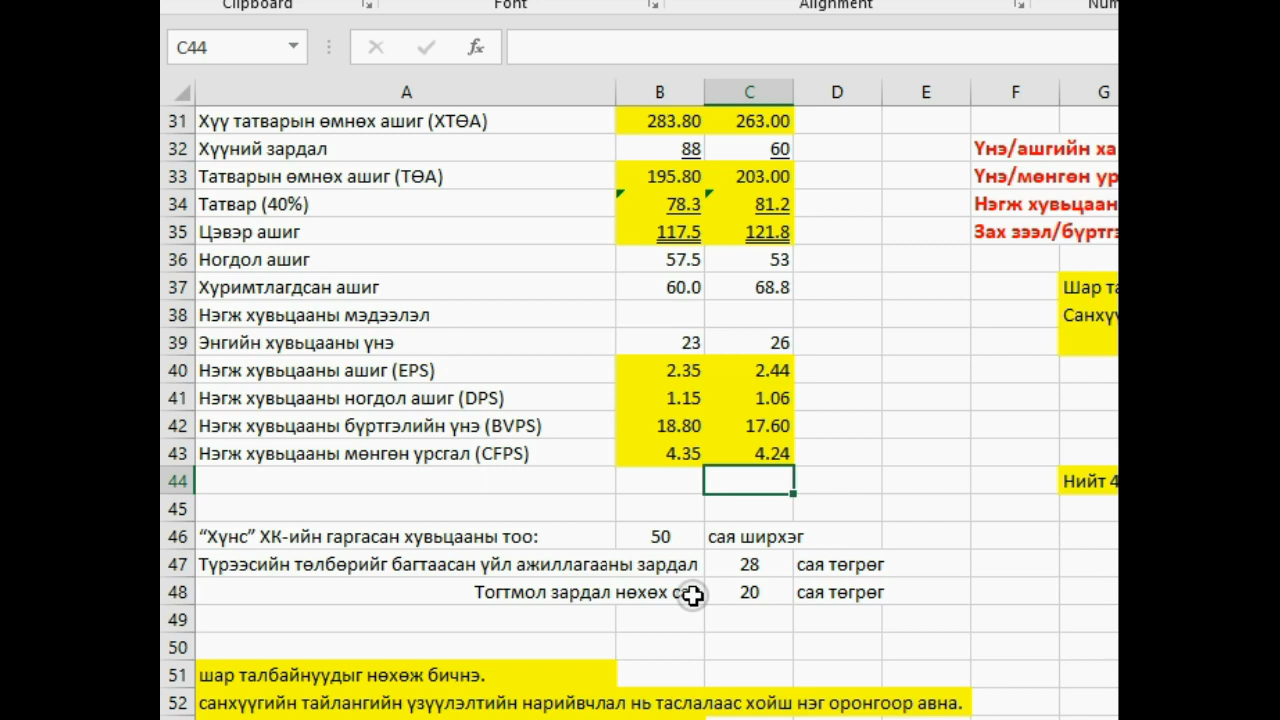 Clipboard Font Alignment
C44 fx
A B C D E F G
31 Хүү татварын өмнөх ашиг (ХТӨА) 283.80 263.00
32 Хүүний зардал 88 60 Үнэ/ашгийн ха
33 Татварын өмнөх ашиг (ТӨА) 195.80 203.00 Үнэ/мөнгөн ур
34 Татвар (40%) 78.3 81.2 Нэгж хувьцаан
35 Цэвэр ашиг 117.5 121.8 Зах зээл/бүртгэ
36 Ногдол ашиг 57.5 53
37 Хуримтлагдсан ашиг 60.0 68.8 Шар та
38 Нэгж хувьцааны мэдээлэл Санхүү
39 Энгийн хувьцааны үнэ 23 26
40 Нэгж хувьцааны ашиг (EPS) 2.35 2.44
41 Нэгж хувьцааны ногдол ашиг (DPS) 1.15 1.06
42 Нэгж хувьцааны бүртгэлийн үнэ (BVPS) 18.80 17.60
43 Нэгж хувьцааны мөнгөн урсгал (CFPS) 4.35 4.24
44 Нийт 4
45
46 “Хүнс” ХК-ийн гаргасан хувьцааны тоо: 50 сая ширхэг
47 Түрээсийн төлбөрийг багтаасан үйл ажиллагааны зардал 28 сая төгрөг
48 Тогтмол зардал нөхөх 20 сая төгрөг
49
50
51 шар талбайнуудыг нөхөж бичнэ.
52 санхүүгийн тайлангийн үзүүлэлтийн нарийвчлал нь таслалаас хойш нэг оронгоор авна.